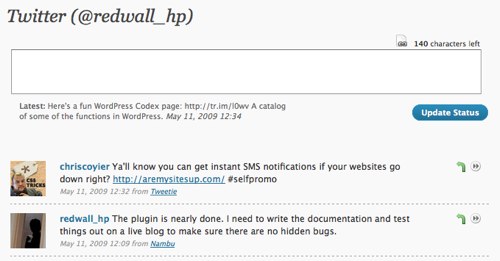 Twitter (@redwall_hp)
140 characters left
Latest: Here's a fun WordPress Codex page: http://tr.im/l0wv A catalog
of some of the functions in WordPress. May 11, 2009 12:34
Update Status
chriscoyier Ya'll know you can get instant SMS notifications if your websites go
down right? http://aremysitesup.com/ #selfpromo
May 11, 2009 12:32 from Tweetie
CSS
TRICKS
redwall_hp The plugin is nearly done. I need to write the documentation and test
things out on a live blog to make sure there are no hidden bugs.
May 11, 2009 12:09 from Nambu